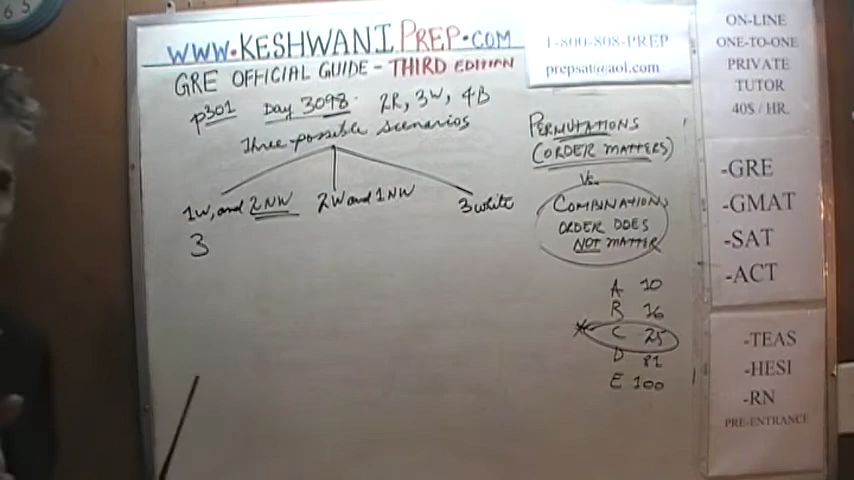 6 5
WWW.KESHWANIPREP.COM
GRE OFFICIAL GUIDE - THIRD EDITION
p301 Day 3098. 2R, 3W, 4B
Three possible scenarios
1W, and 2NW 2W and 1NW 3 white
3
PERMUTATIONS
(ORDER MATTERS)
Vs.
COMBINATIONS
ORDER DOES
NOT MATTER
A 10
B 16
C 25
D 81
E 100
1-800-808-PREP
prepsat@aol.com
ON-LINE
ONE-TO-ONE
PRIVATE
TUTOR
40$ / HR.
-GRE
-GMAT
-SAT
-ACT
-TEAS
-HESI
-RN
PRE-ENTRANCE